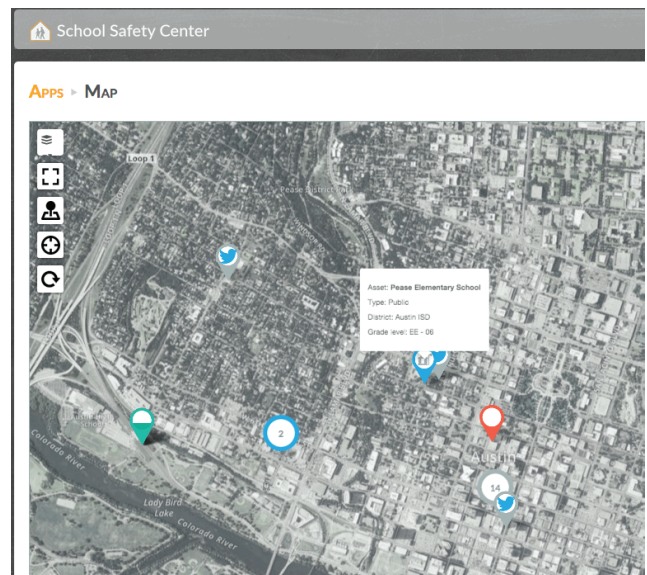 School Safety Center
Apps ▸ Map
Loop 1
Pease District Park
Asset: Pease Elementary School
Type: Public
District: Austin ISD
Grade level: EE - 06
2
Austin
14
Colorado River
Lady Bird
Lake
Colorado River